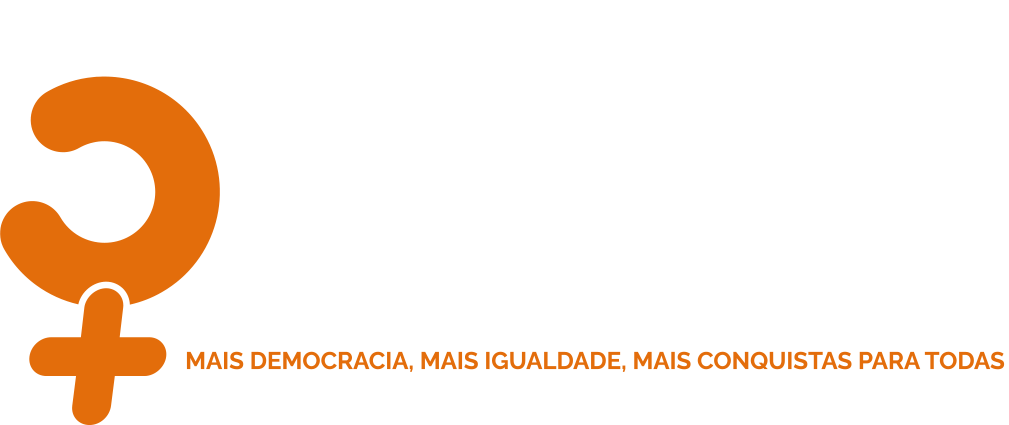 MAIS DEMOCRACIA, MAIS IGUALDADE, MAIS CONQUISTAS PARA TODAS